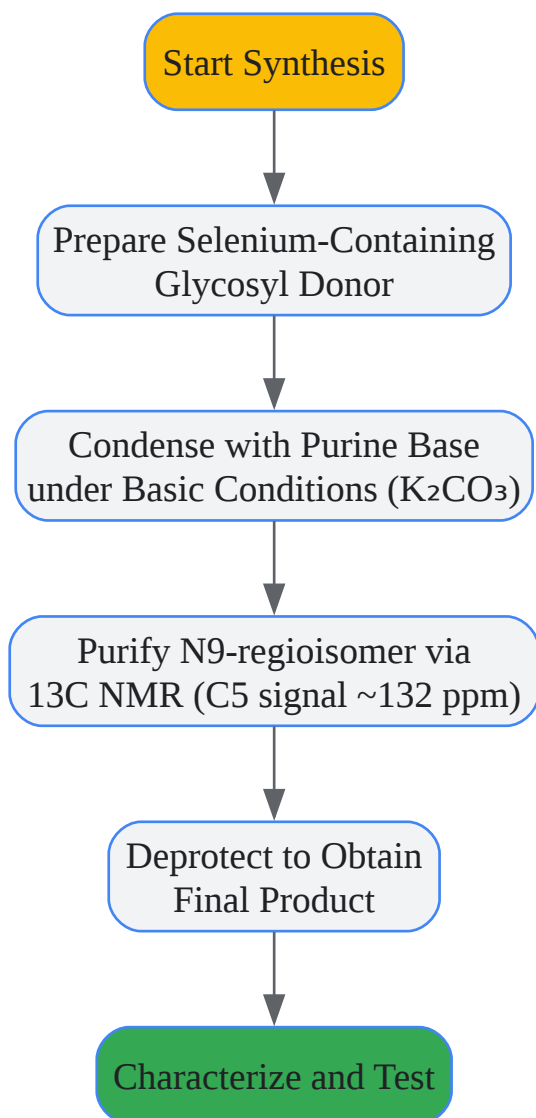 Start Synthesis
Prepare Selenium-Containing
Glycosyl Donor
Condense with Purine Base
under Basic Conditions (K₂CO₃)
Purify N9-regioisomer via
13C NMR (C5 signal ~132 ppm)
Deprotect to Obtain
Final Product
Characterize and Test